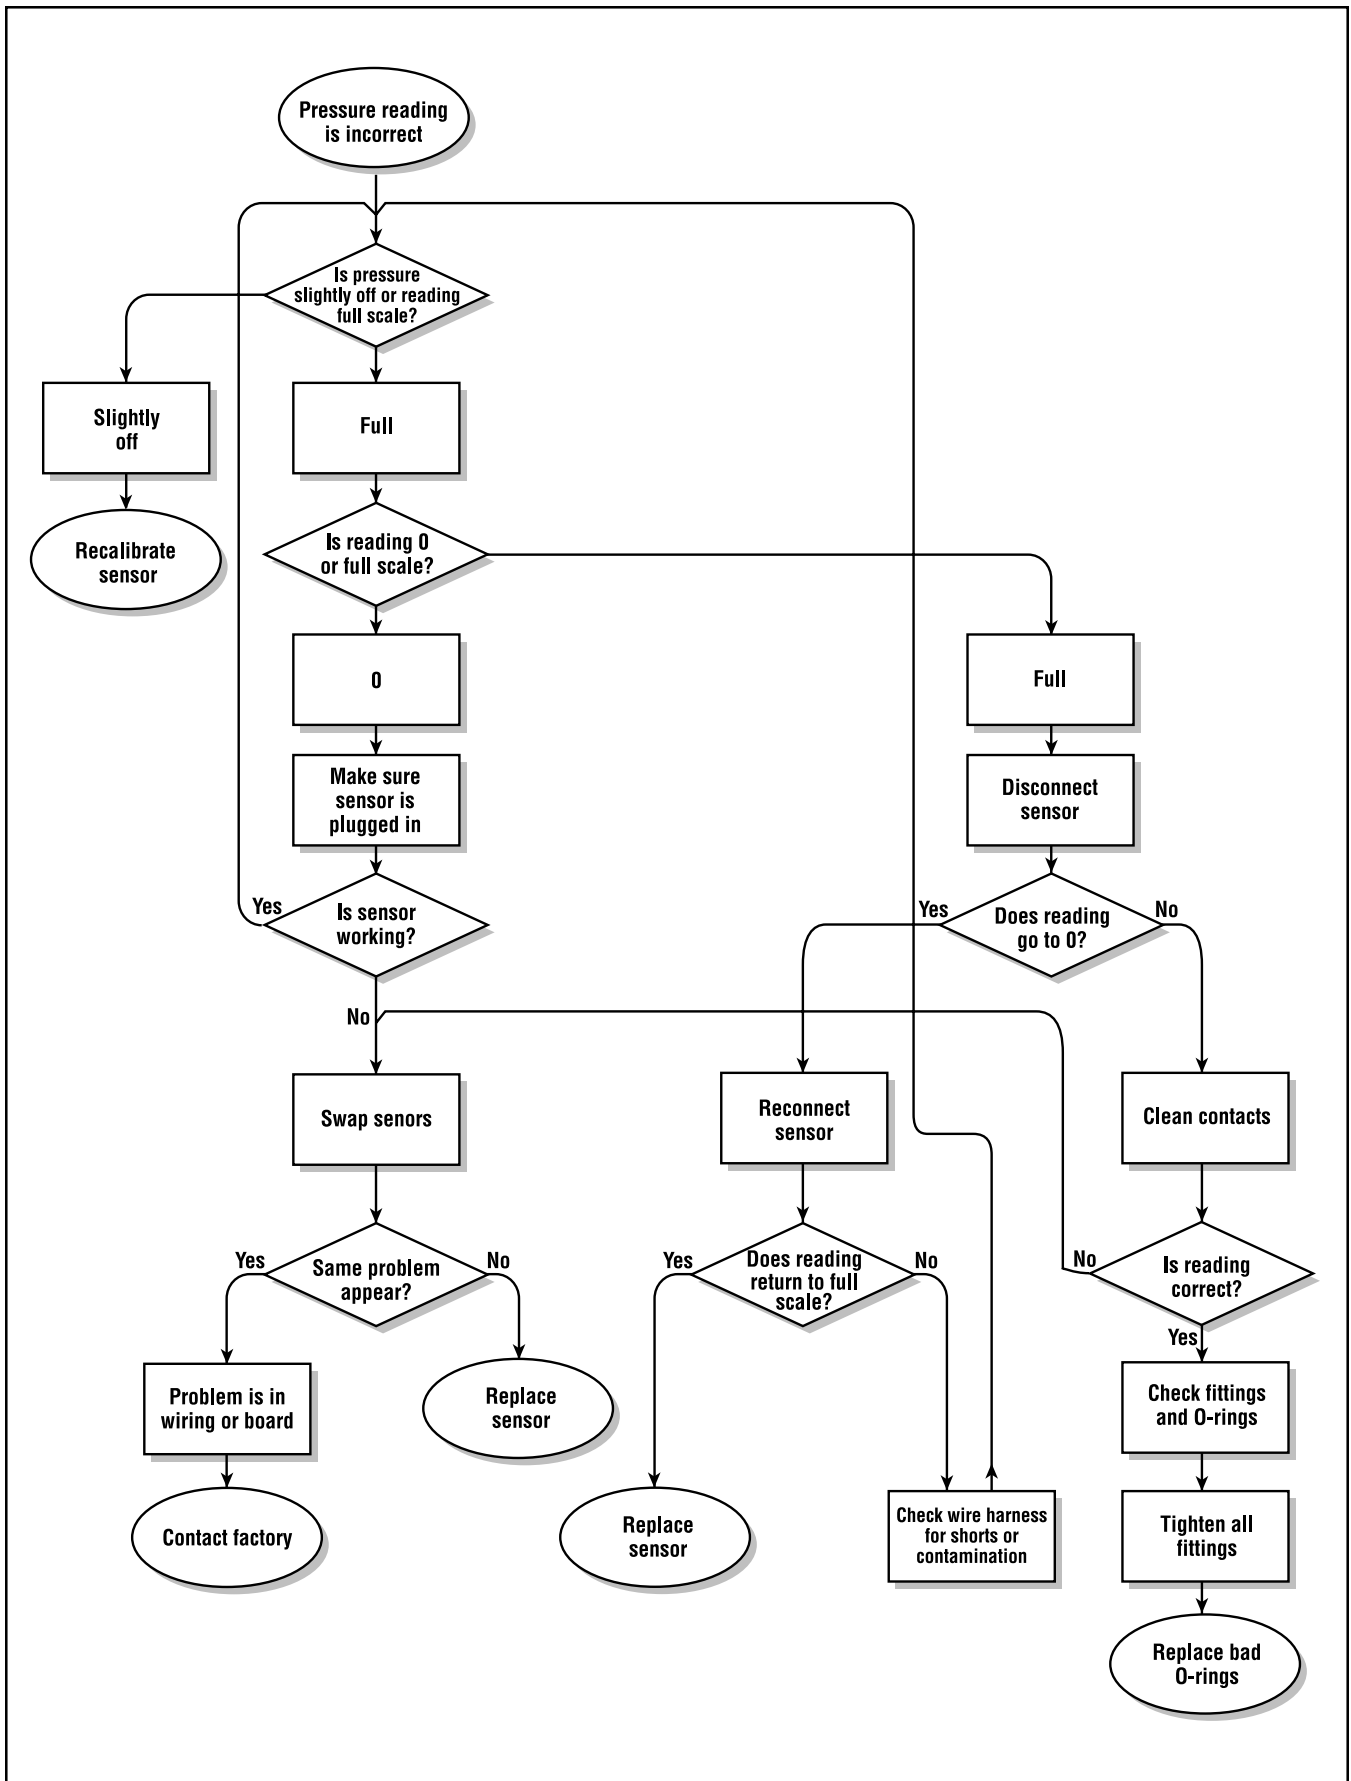 Pressure reading
is incorrect
Is pressure
slightly off or reading
full scale?
Slightly
off
Full
Recalibrate
sensor
Is reading 0
or full scale?
0
Full
Make sure
sensor is
plugged in
Disconnect
sensor
Yes
Is sensor
working?
Yes
Does reading
go to 0?
No
No
Swap senors
Reconnect
sensor
Clean contacts
Yes
Same problem
appear?
No
Yes
Does reading
return to full
scale?
No
No
Is reading
correct?
Yes
Problem is in
wiring or board
Replace
sensor
Check fittings
and O-rings
Contact factory
Replace
sensor
Check wire harness
for shorts or
contamination
Tighten all
fittings
Replace bad
O-rings